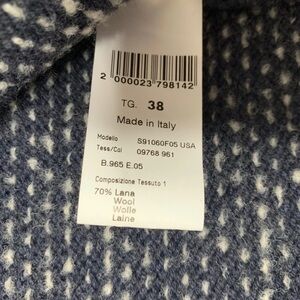 2 000023 798142
TG. 38
Made in Italy
Modello S91060F05 USA
Tess/Col 09768 961
B.965 E.05
Composizione Tessuto 1
70% Lana
Wool
Wolle
Laine